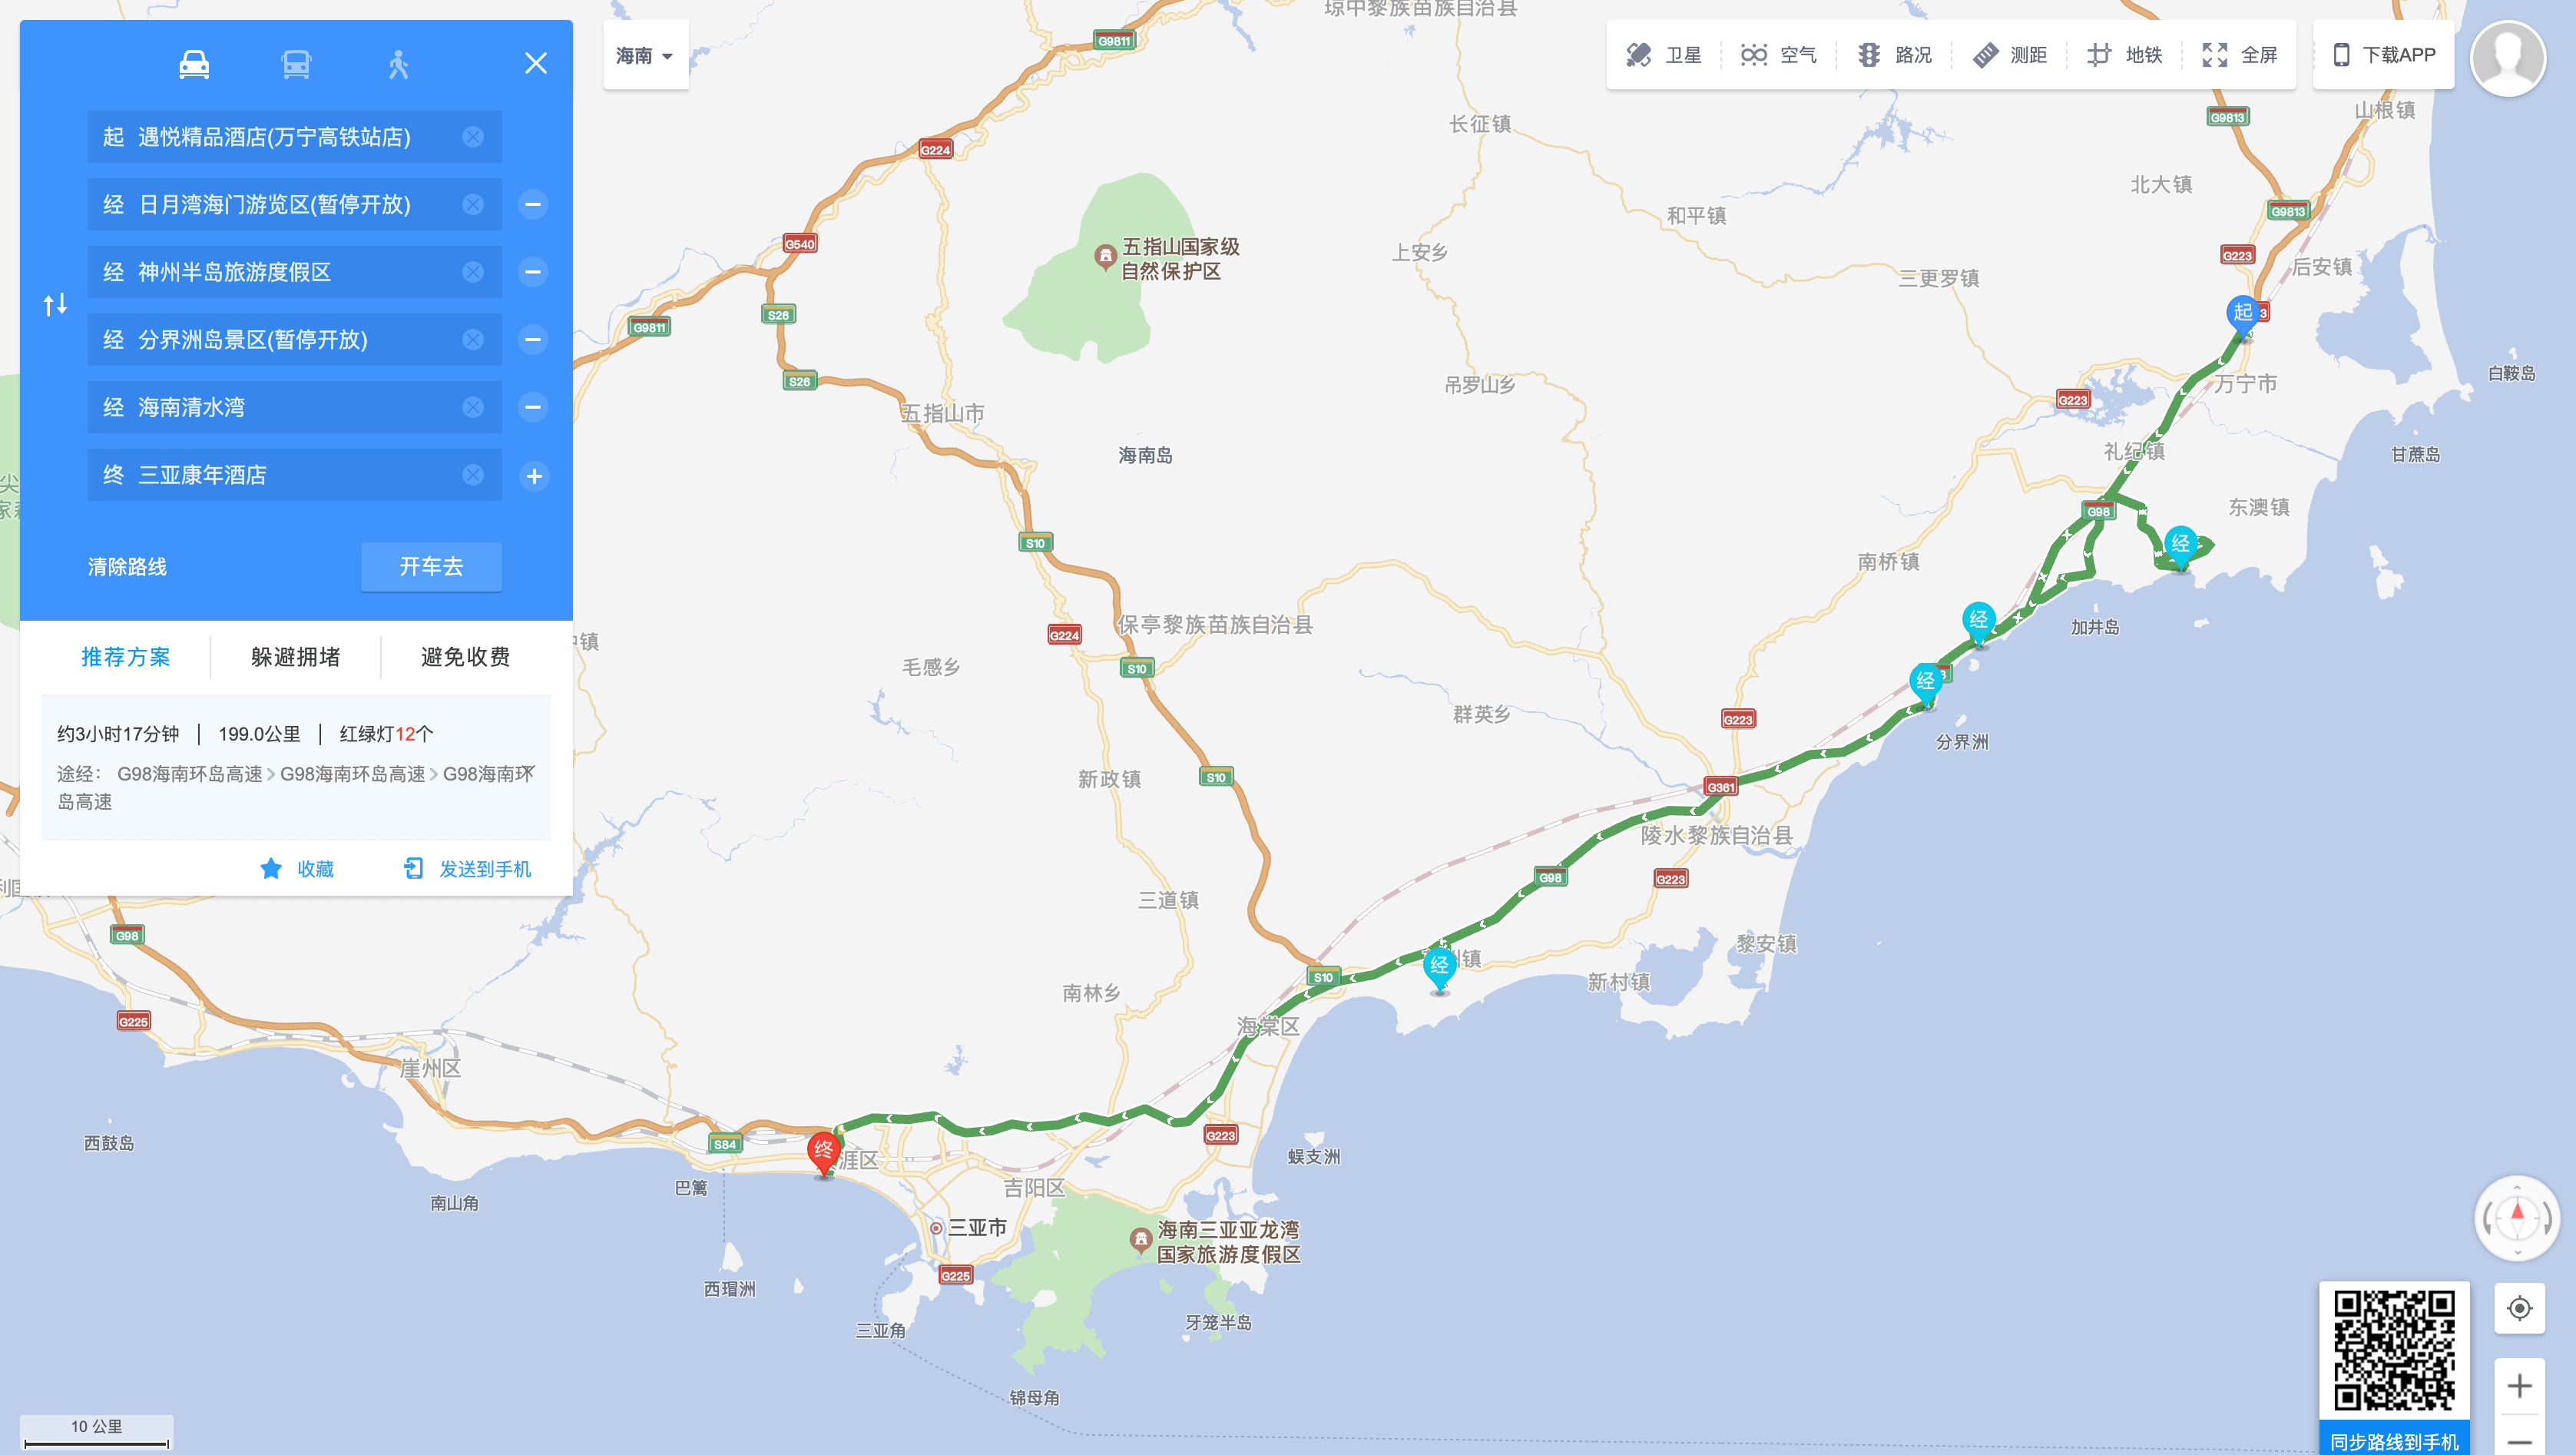 起 遇悦精品酒店(万宁高铁站店)
经 日月湾海门游览区(暂停开放)
经 神州半岛旅游度假区
经 分界洲岛景区(暂停开放)
经 海南清水湾
终 三亚康年酒店
清除路线
开车去
推荐方案
躲避拥堵
避免收费
约3小时17分钟 | 199.0公里 | 红绿灯12个
途经： G98海南环岛高速 > G98海南环岛高速 > G98海南环
岛高速
收藏
发送到手机
海南
卫星
空气
路况
测距
地铁
全屏
下载APP
琼中黎族苗族自治县
G9811
G224
长征镇
G9813
山根镇
北大镇
和平镇
G9813
G540
五指山国家级
自然保护区
上安乡
G223
后安镇
三更罗镇
S26
G9811
起
3
S26
吊罗山乡
万宁市
白鞍岛
G223
五指山市
礼纪镇
海南岛
甘蔗岛
尖
东澳镇
G98
S10
经
南桥镇
保亭黎族苗族自治县
G224
经
加井岛
镇
毛感乡
S10
经
群英乡
G223
分界洲
新政镇
S10
G361
陵水黎族自治县
G98
G223
三道镇
利国
G98
黎安镇
经
镇
S10
新村镇
南林乡
G225
海棠区
崖州区
西鼓岛
S84
终
涯区
G223
蜈支洲
巴篱
吉阳区
南山角
三亚市
海南三亚亚龙湾
国家旅游度假区
G225
西瑁洲
三亚角
牙笼半岛
锦母角
10 公里
同步路线到手机